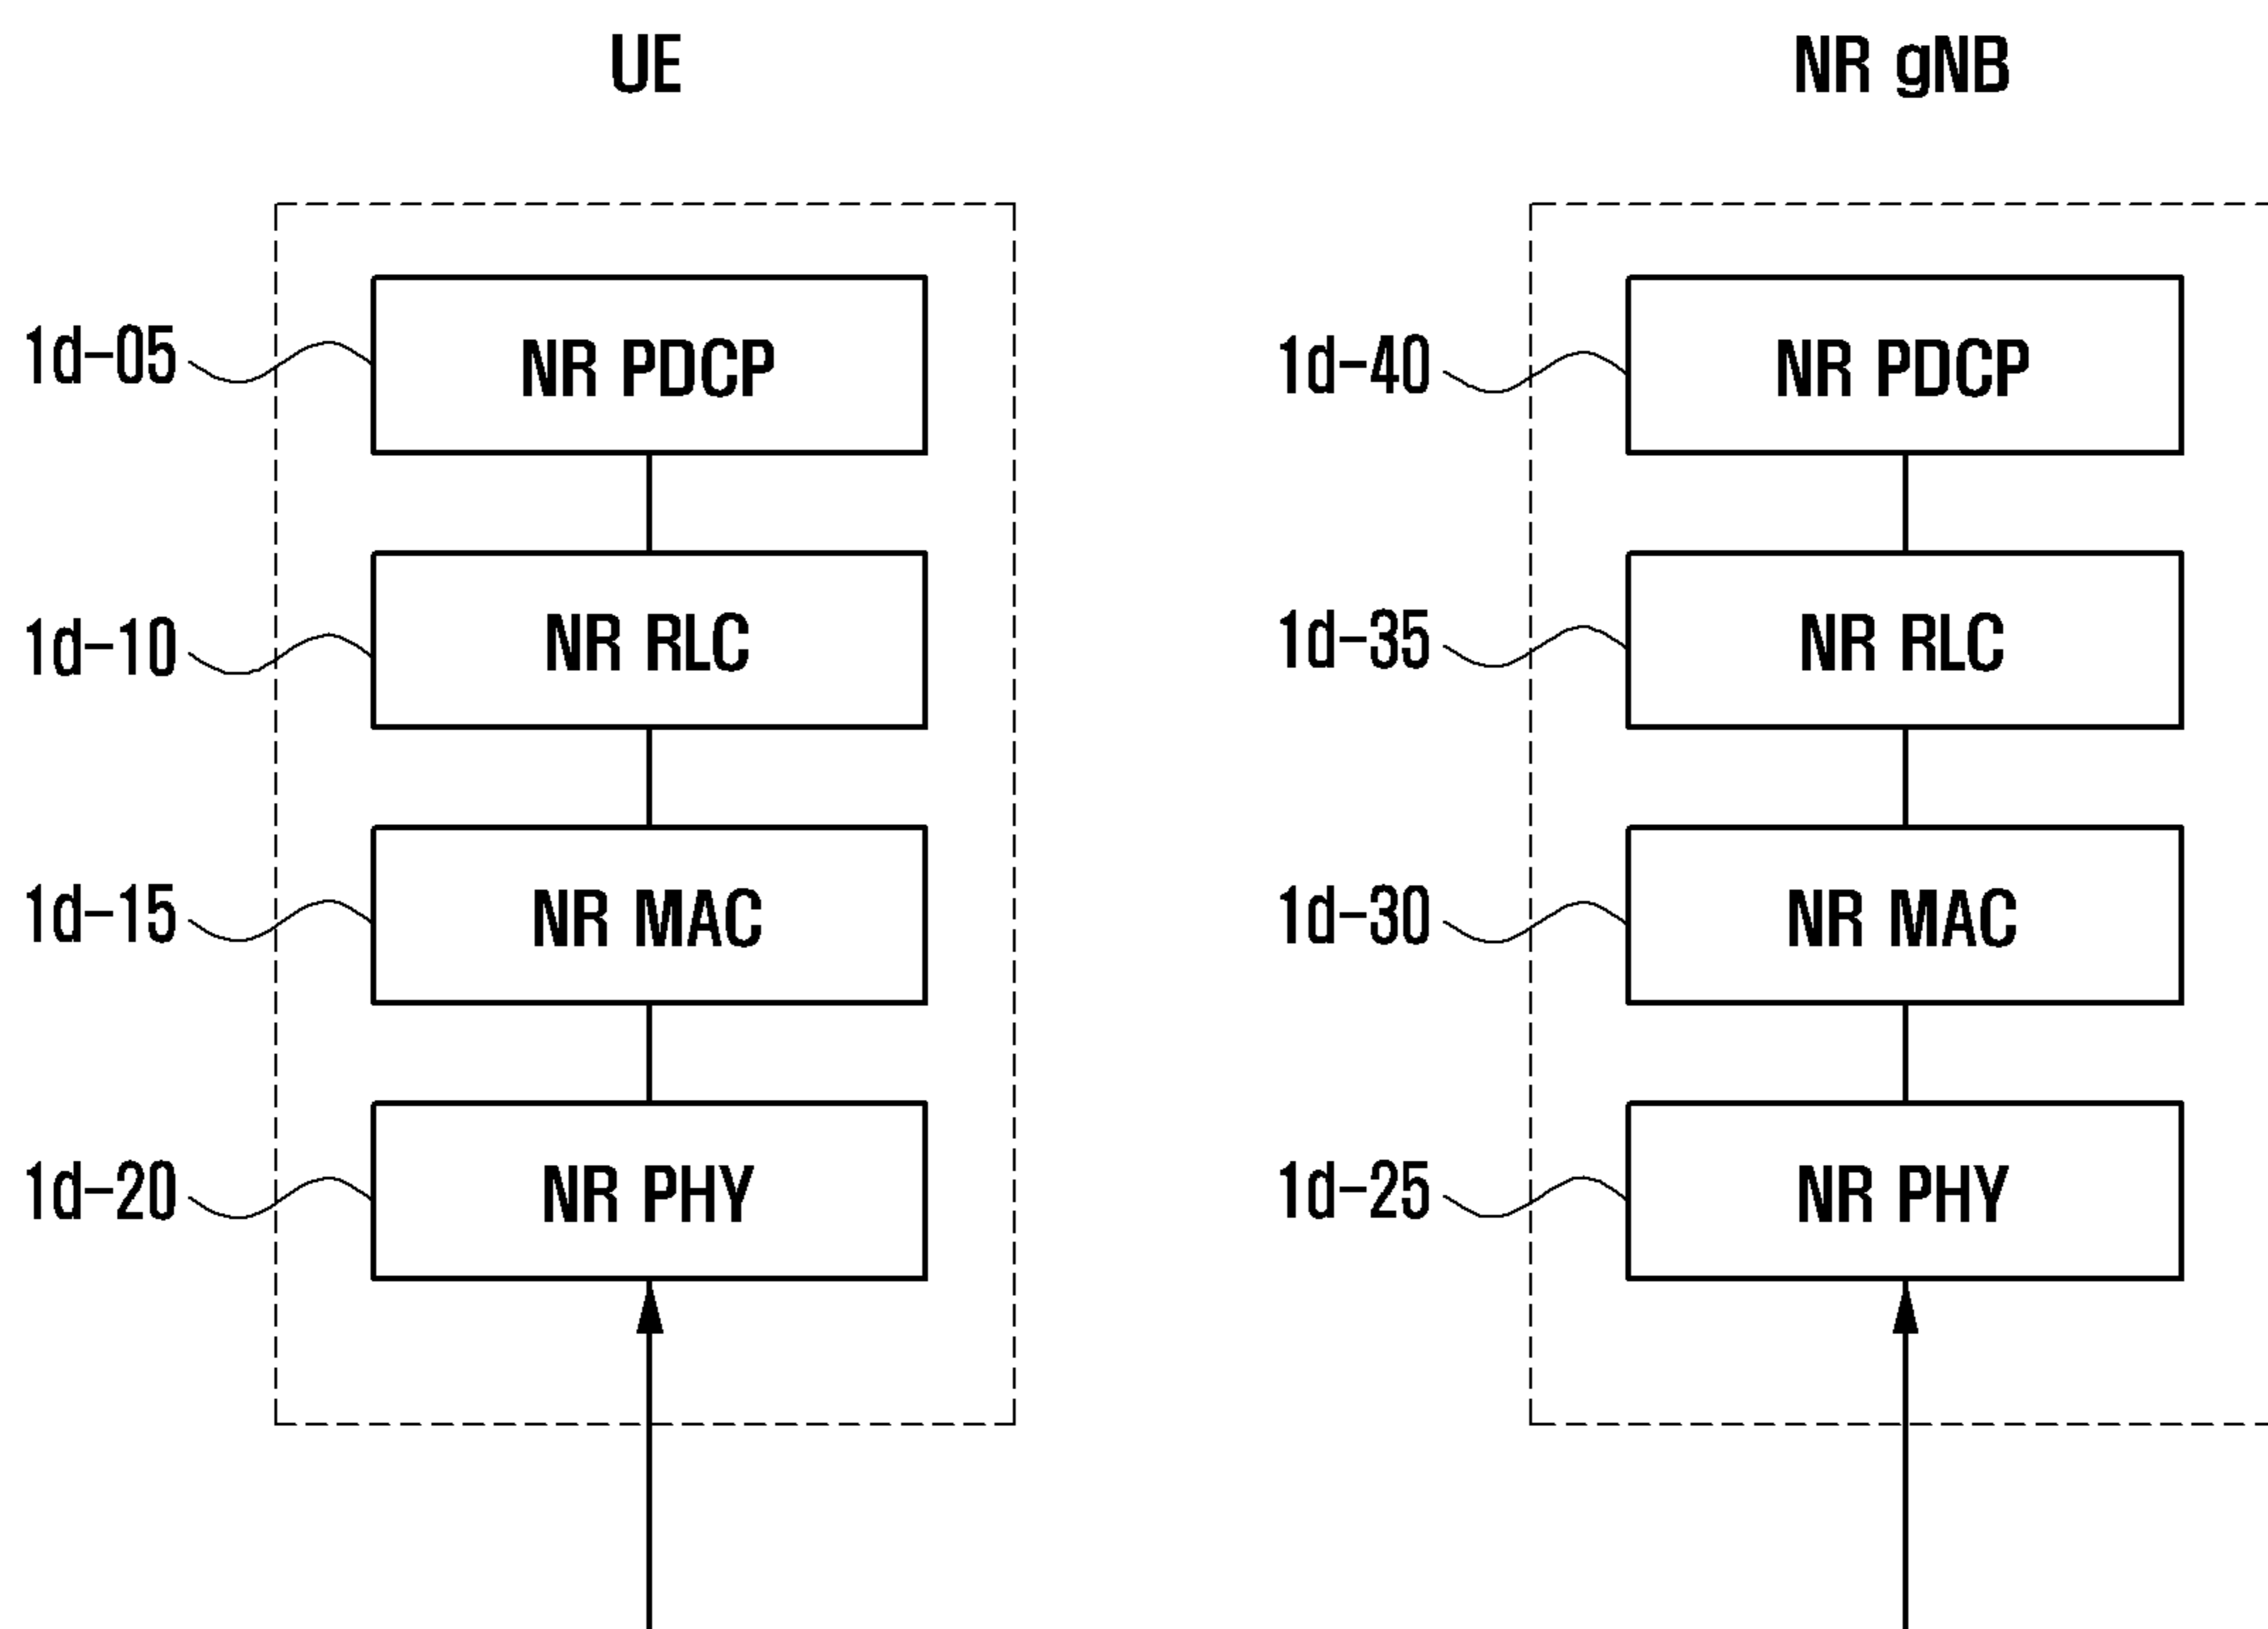 UE
NR gNB
1d-05
NR PDCP
1d-40
NR PDCP
1d-10
NR RLC
1d-35
NR RLC
1d-15
NR MAC
1d-30
NR MAC
1d-20
NR PHY
1d-25
NR PHY